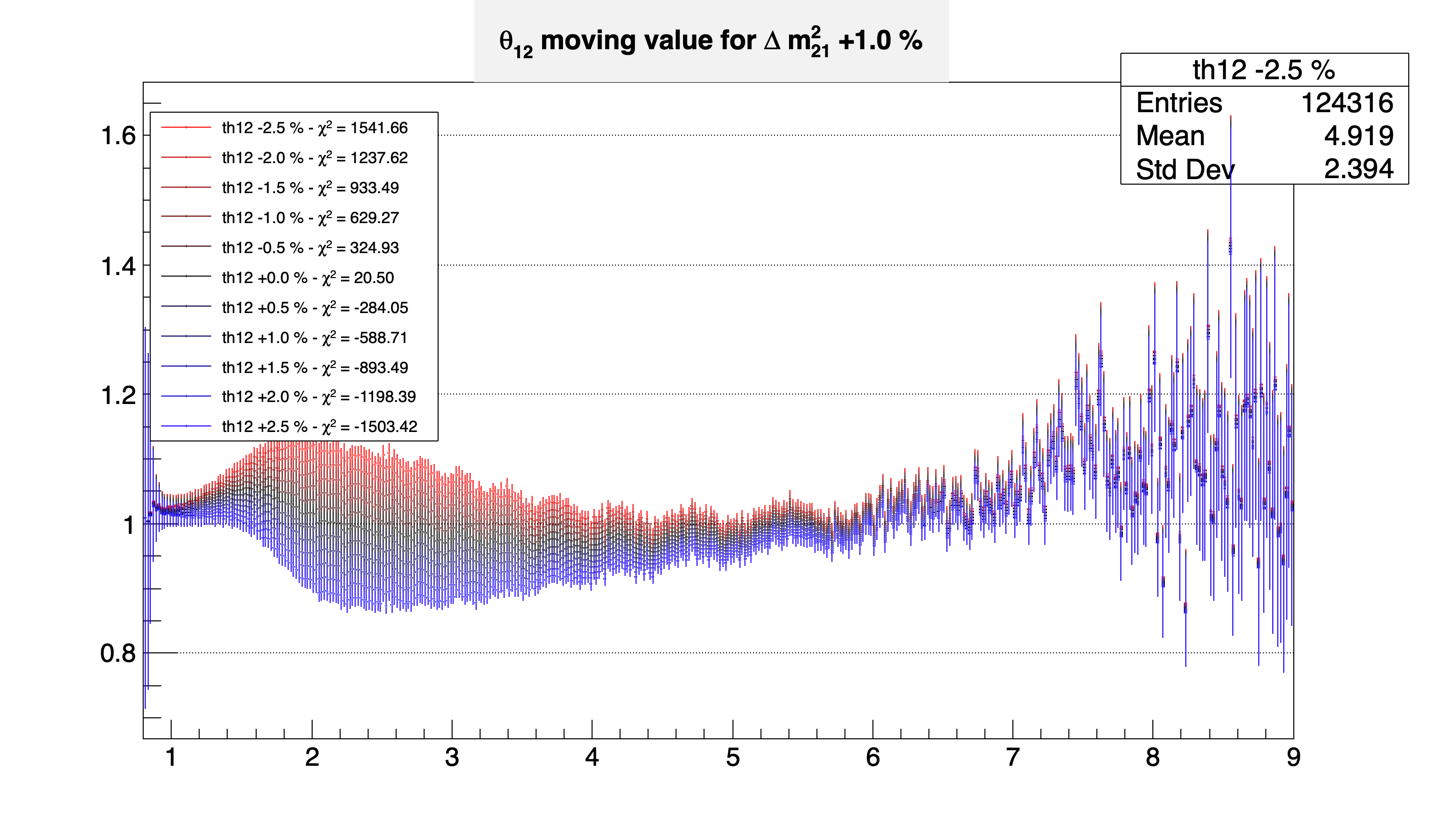 θ₁₂ moving value for Δ m²₂₁ +1.0 %
th12 -2.5 %
Entries 124316
Mean 4.919
Std Dev 2.394
th12 -2.5 % - χ² = 1541.66
th12 -2.0 % - χ² = 1237.62
th12 -1.5 % - χ² = 933.49
th12 -1.0 % - χ² = 629.27
th12 -0.5 % - χ² = 324.93
th12 +0.0 % - χ² = 20.50
th12 +0.5 % - χ² = -284.05
th12 +1.0 % - χ² = -588.71
th12 +1.5 % - χ² = -893.49
th12 +2.0 % - χ² = -1198.39
th12 +2.5 % - χ² = -1503.42
1.6
1.4
1.2
1
0.8
1 2 3 4 5 6 7 8 9